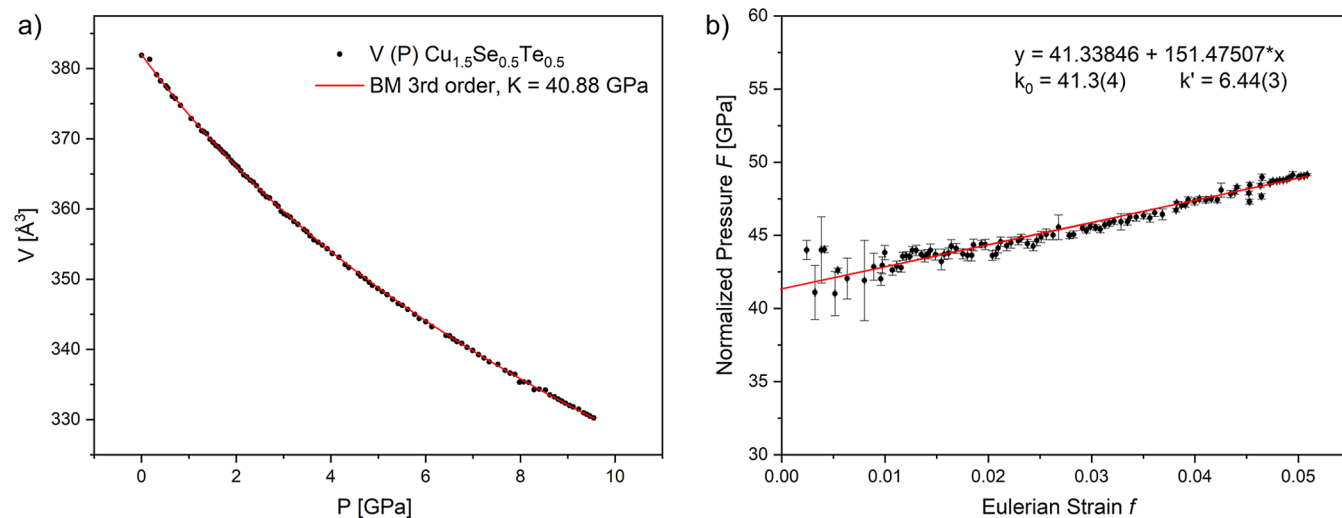 a)
V (P) Cu1.5Se0.5Te0.5
BM 3rd order, K = 40.88 GPa
380
370
360
350
340
330
V [Å³]
0 2 4 6 8 10
P [GPa]
b)
y = 41.33846 + 151.47507*x
k₀ = 41.3(4) k' = 6.44(3)
60
55
50
45
40
35
30
Normalized Pressure F [GPa]
0.00 0.01 0.02 0.03 0.04 0.05
Eulerian Strain f